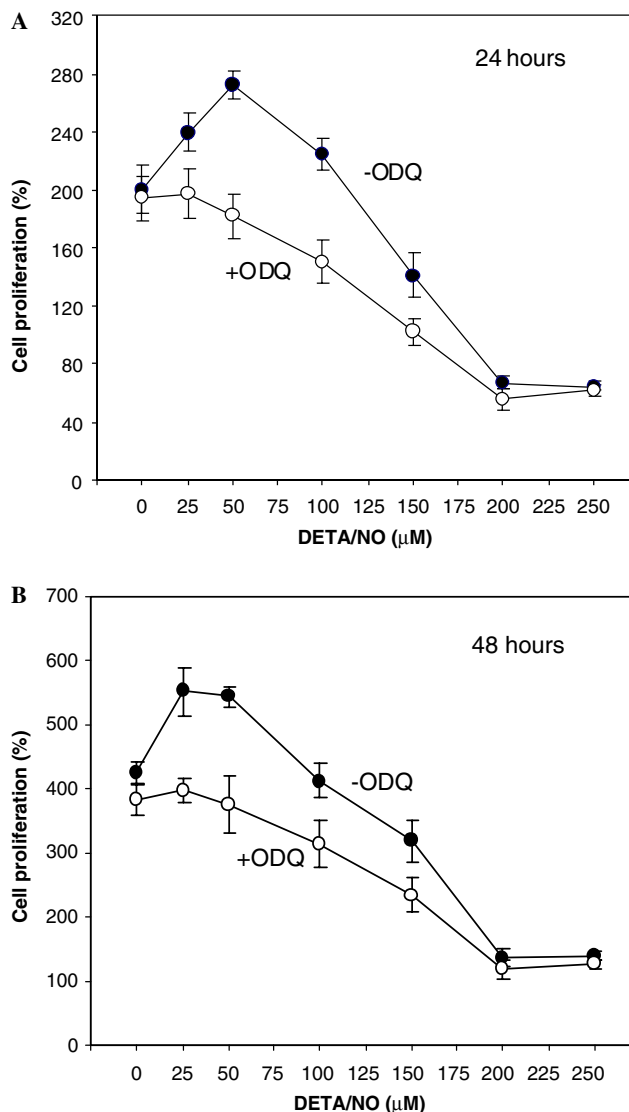 A
24 hours
320
280
240
200
160
120
80
40
0
Cell proliferation (%)
-ODQ
+ODQ
0 25 50 75 100 125 150 175 200 225 250
DETA/NO (μM)
B
48 hours
700
600
500
400
300
200
100
0
Cell proliferation (%)
-ODQ
+ODQ
0 25 50 75 100 125 150 175 200 225 250
DETA/NO (μM)